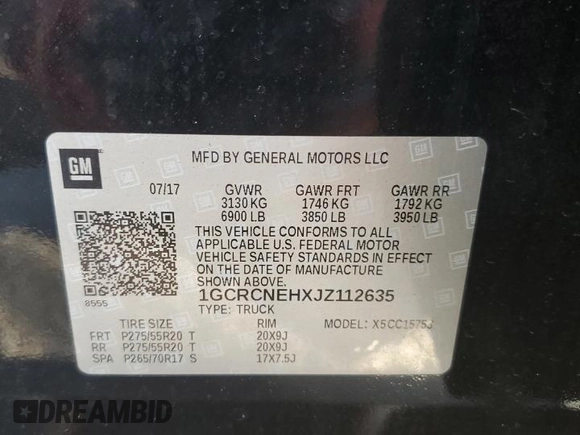 GM
MFD BY GENERAL MOTORS LLC
07/17 GVWR GAWR FRT GAWR RR
3130 KG 1746 KG 1792 KG
6900 LB 3850 LB 3950 LB
THIS VEHICLE CONFORMS TO ALL
APPLICABLE U.S. FEDERAL MOTOR
VEHICLE SAFETY STANDARDS IN EFFECT
ON THE DATE OF MANUFACTURE
SHOWN ABOVE.
8555 1GCRCNEHXJZ112635
TYPE: TRUCK MODEL:
TIRE SIZE RIM
FRT P275/55R20 T 20X9J
RR P275/55R20 T 20X9J
SPA P265/70R17 S 17X7.5J
DREAMBID